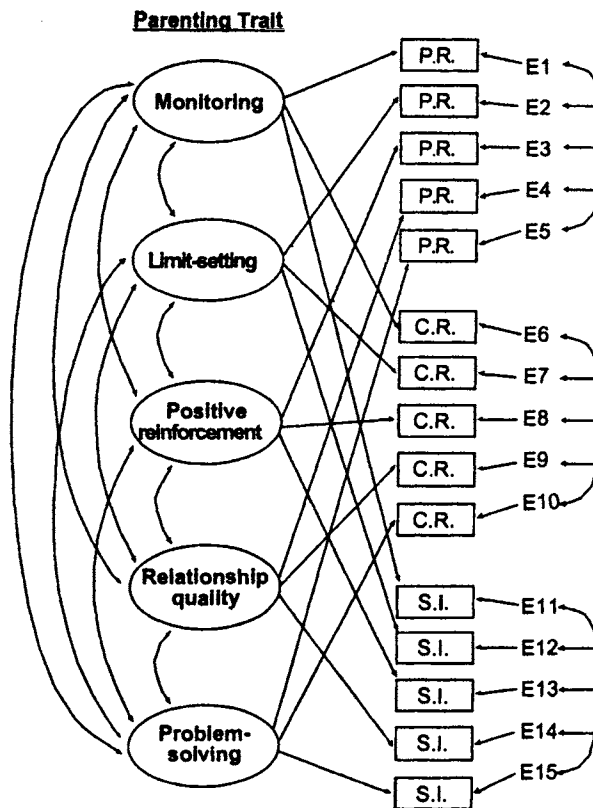 Parenting Trait
Monitoring
Limit-setting
Positive
reinforcement
Relationship
quality
Problem-
solving
P.R.
E1
P.R.
E2
P.R.
E3
P.R.
E4
P.R.
E5
C.R.
E6
C.R.
E7
C.R.
E8
C.R.
E9
C.R.
E10
S.I.
E11
S.I.
E12
S.I.
E13
S.I.
E14
S.I.
E15